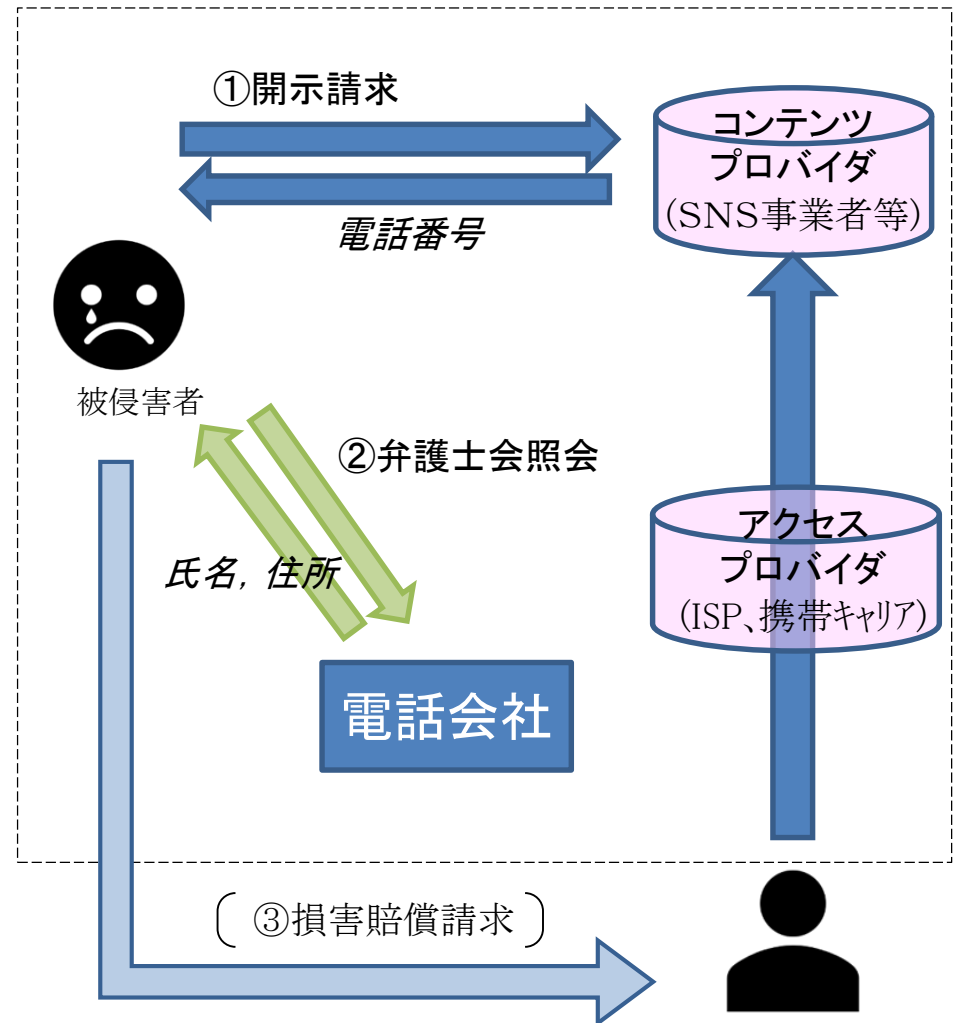 ①開示請求
電話番号
コンテンツ
プロバイダ
(SNS事業者等)
被侵害者
②弁護士会照会
氏名, 住所
アクセス
プロバイダ
(ISP、携帯キャリア)
電話会社
③損害賠償請求